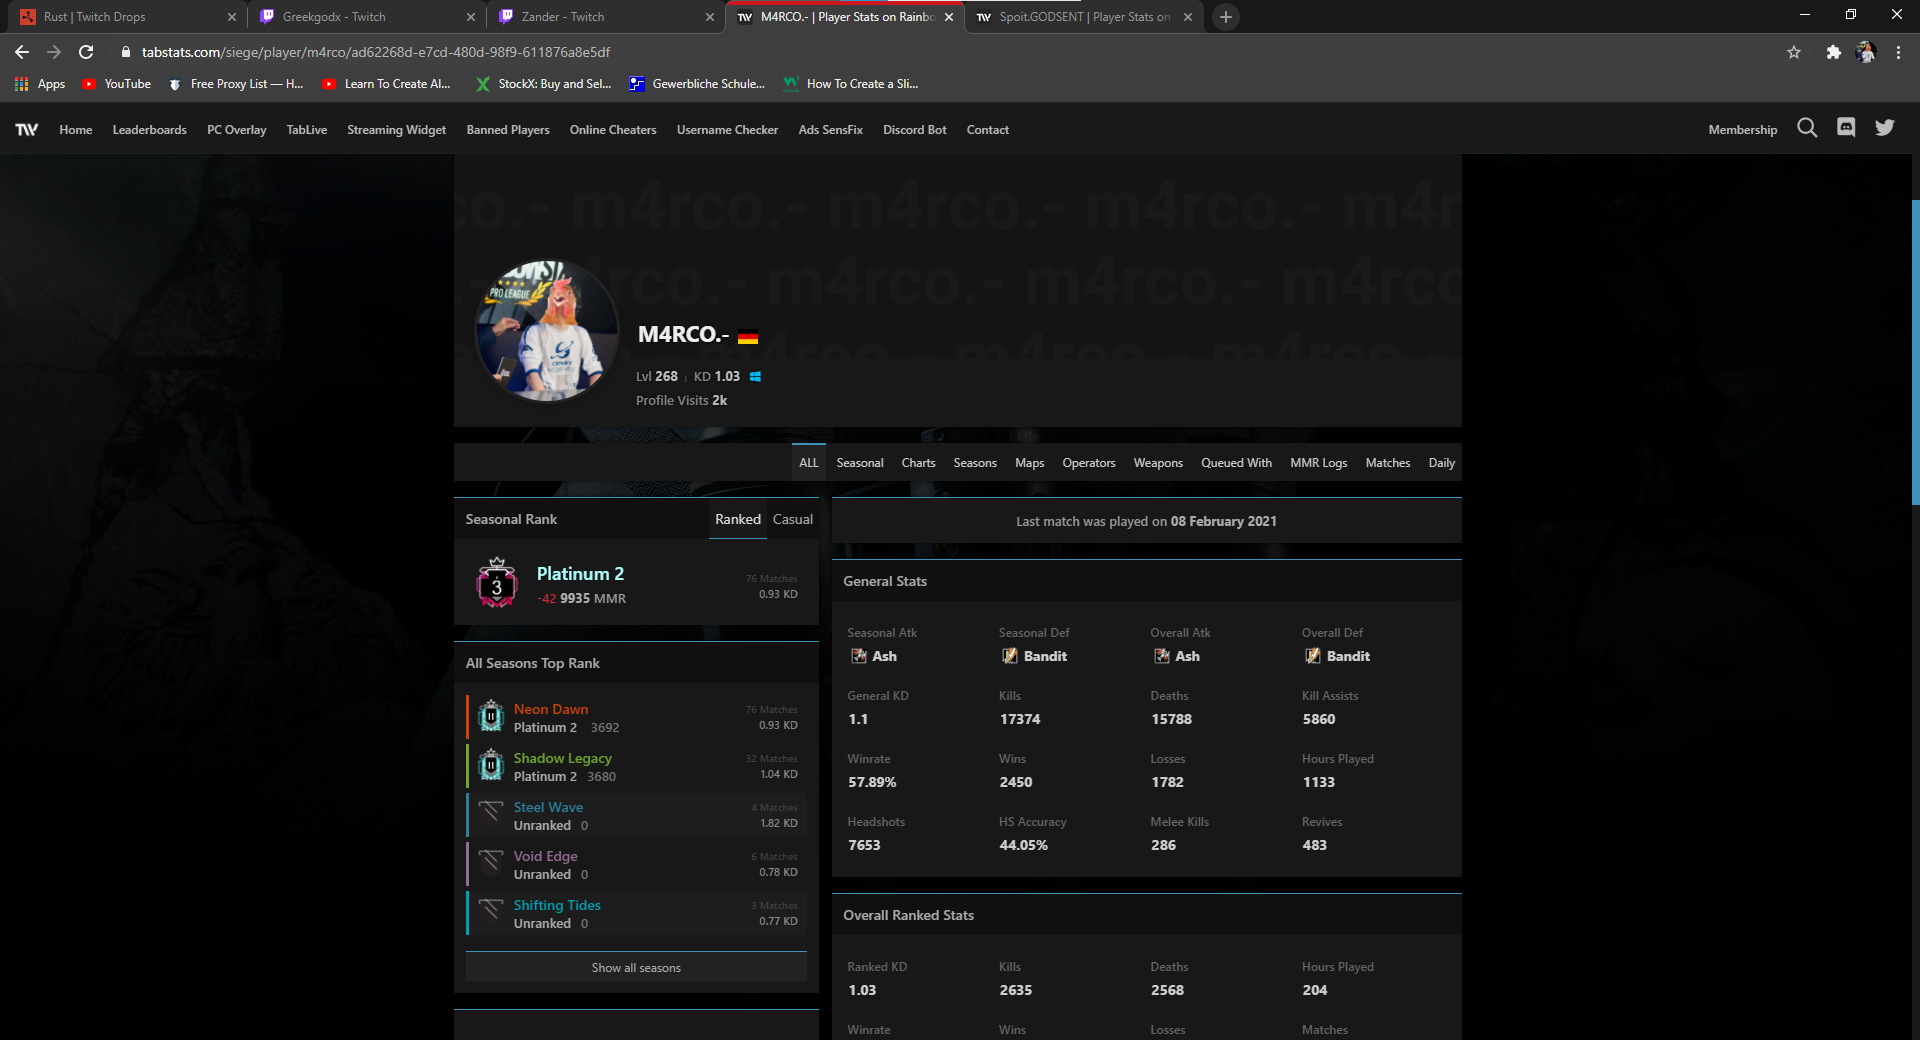 Rust | Twitch Drops
Greekgodx - Twitch
Zander - Twitch
M4RCO.- | Player Stats on Rainbo
Spoit.GODSENT | Player Stats on
tabstats.com/siege/player/m4rco/ad62268d-e7cd-480d-98f9-611876a8e5df
Apps YouTube Free Proxy List — H... Learn To Create Al... StockX: Buy and Sel... Gewerbliche Schule... How To Create a Sli...
Home Leaderboards PC Overlay TabLive Streaming Widget Banned Players Online Cheaters Username Checker Ads SensFix Discord Bot Contact Membership
co.- m4rco.- m4rco.- m4rco.- m4r
rco.- m4rco.- m4rco.- m4rco
PRO LEAGUE
M4RCO.-
Lvl 268 | KD 1.03
Profile Visits 2k
ALL Seasonal Charts Seasons Maps Operators Weapons Queued With MMR Logs Matches Daily
Seasonal Rank Ranked Casual
3
Platinum 2 76 Matches
-42 9935 MMR 0.93 KD
All Seasons Top Rank
Neon Dawn 76 Matches
Platinum 2 3692 0.93 KD
Shadow Legacy 32 Matches
Platinum 2 3680 1.04 KD
Steel Wave 4 Matches
Unranked 0 1.82 KD
Void Edge 6 Matches
Unranked 0 0.78 KD
Shifting Tides 3 Matches
Unranked 0 0.77 KD
Show all seasons
Last match was played on 08 February 2021
General Stats
Seasonal Atk Seasonal Def Overall Atk Overall Def
Ash Bandit Ash Bandit
General KD Kills Deaths Kill Assists
1.1 17374 15788 5860
Winrate Wins Losses Hours Played
57.89% 2450 1782 1133
Headshots HS Accuracy Melee Kills Revives
7653 44.05% 286 483
Overall Ranked Stats
Ranked KD Kills Deaths Hours Played
1.03 2635 2568 204
Winrate Wins Losses Matches